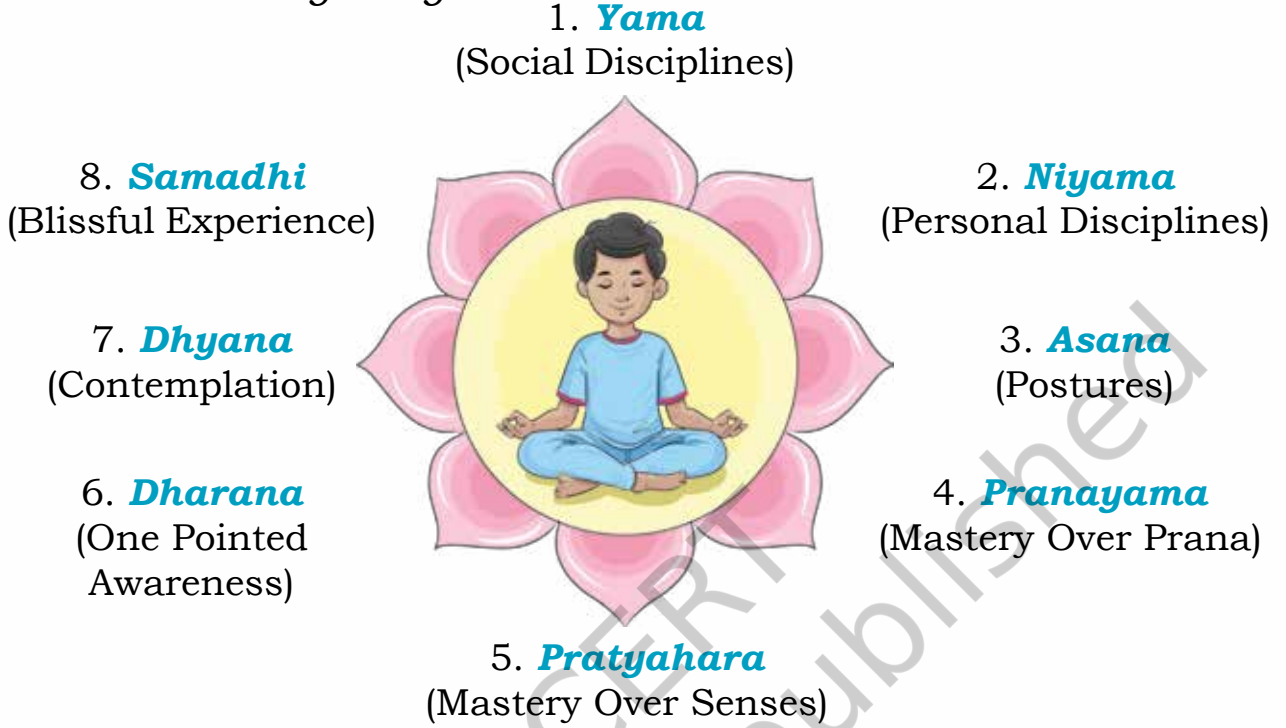 1. Yama
(Social Disciplines)
2. Niyama
(Personal Disciplines)
3. Asana
(Postures)
4. Pranayama
(Mastery Over Prana)
5. Pratyahara
(Mastery Over Senses)
6. Dharana
(One Pointed
Awareness)
7. Dhyana
(Contemplation)
8. Samadhi
(Blissful Experience)